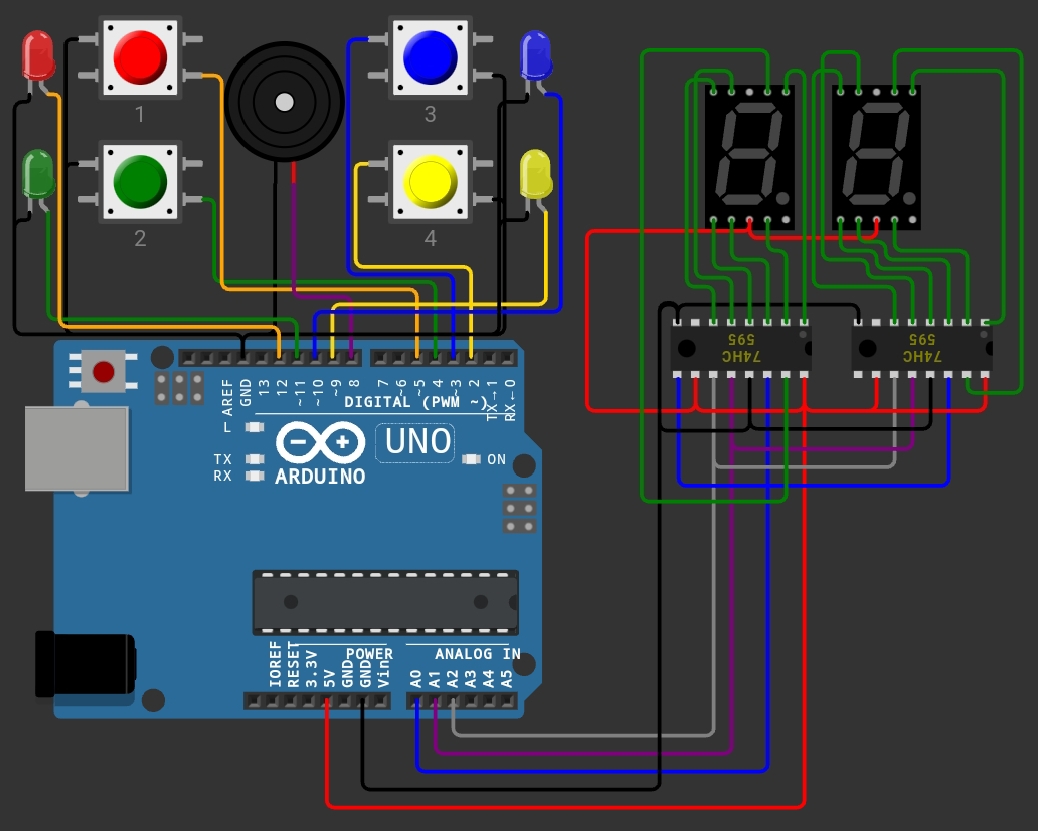 1
3
2
4
74HC
595
74HC
595
AREF
GND
13
12
~11
~10
~9
8
7
~6
~5
4
~3
2
TX→1
RX←0
DIGITAL (PWM ~)
L
UNO
TX
RX
ON
ARDUINO
IOREF
RESET
3.3V
5V
GND
GND
Vin
POWER
ANALOG IN
A0
A1
A2
A3
A4
A5